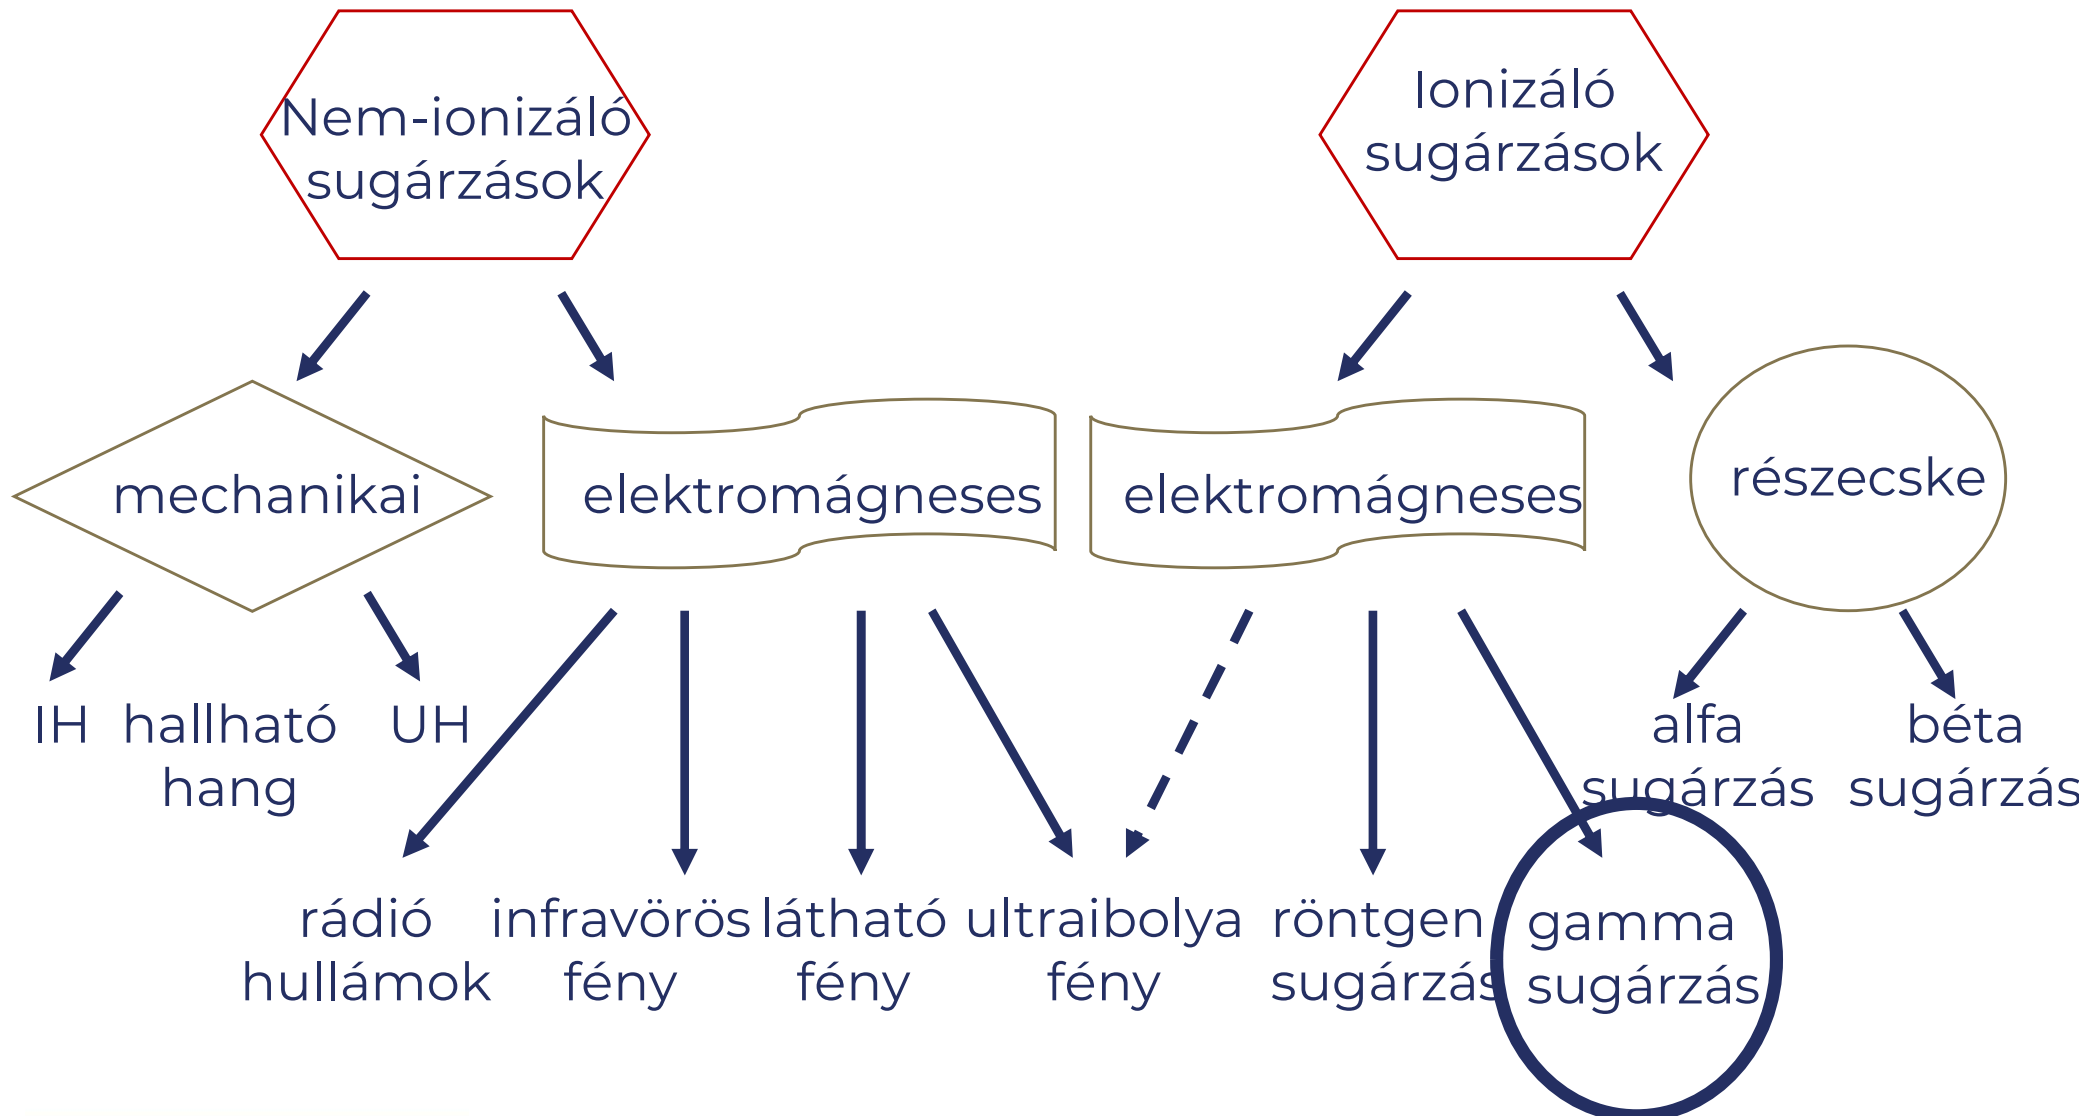 Nem-ionizáló
sugárzások
Ionizáló
sugárzások
mechanikai
elektromágneses
elektromágneses
részecske
IH
hallható
hang
UH
alfa
sugárzás
béta
sugárzás
rádió
hullámok
infravörös
fény
látható
fény
ultraibolya
fény
röntgen
sugárzás
gamma
sugárzás